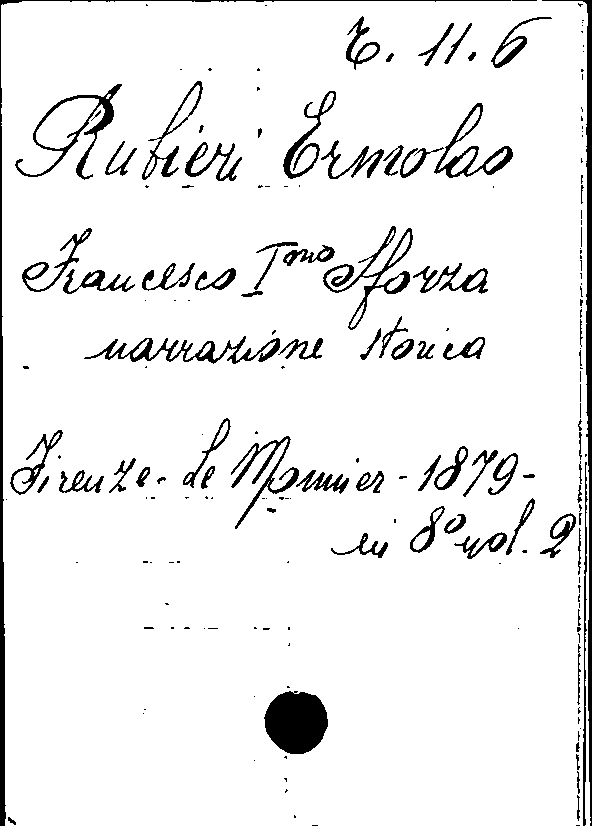 T. 11. 6
Rubieri Ermolao
Francesco Imo Sforza
narrazione storica
Firenze - Le Monnier - 1879 -
in 8º vol. 2